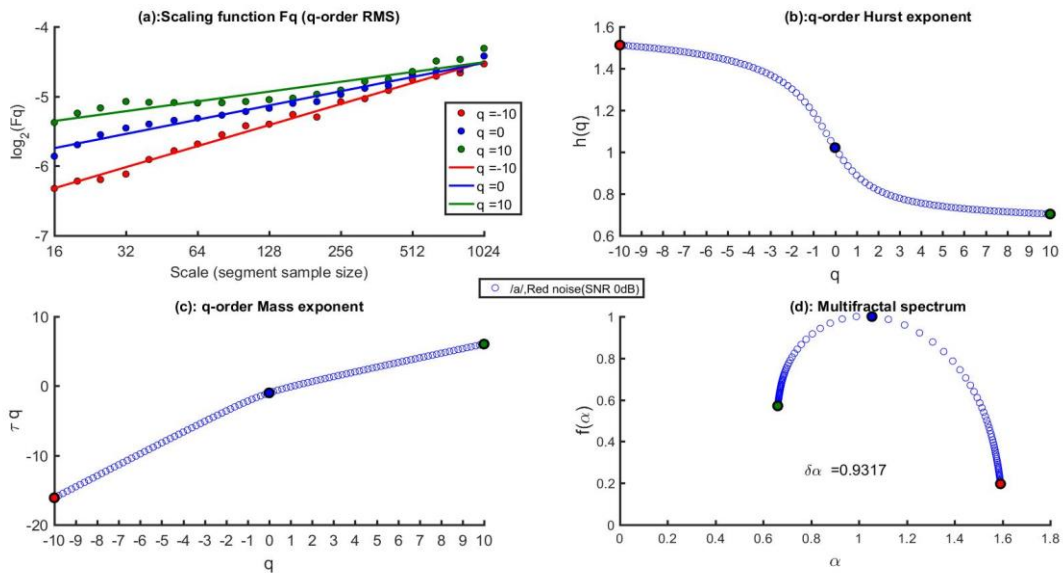 (a):Scaling function Fq (q-order RMS)
-4
-5
-6
-7
log2(Fq)
16 32 64 128 256 512 1024
Scale (segment sample size)
q =-10
q =0
q =10
q =-10
q =0
q =10
(b):q-order Hurst exponent
1.6
1.4
1.2
1
0.8
0.6
h(q)
-10 -9 -8 -7 -6 -5 -4 -3 -2 -1 0 1 2 3 4 5 6 7 8 9 10
q
/a/,Red noise(SNR 0dB)
(c): q-order Mass exponent
10
0
-10
-20
τ q
-10 -9 -8 -7 -6 -5 -4 -3 -2 -1 0 1 2 3 4 5 6 7 8 9 10
q
(d): Multifractal spectrum
1
0.8
0.6
0.4
0.2
0
f(α)
δα =0.9317
0 0.2 0.4 0.6 0.8 1 1.2 1.4 1.6 1.8
α